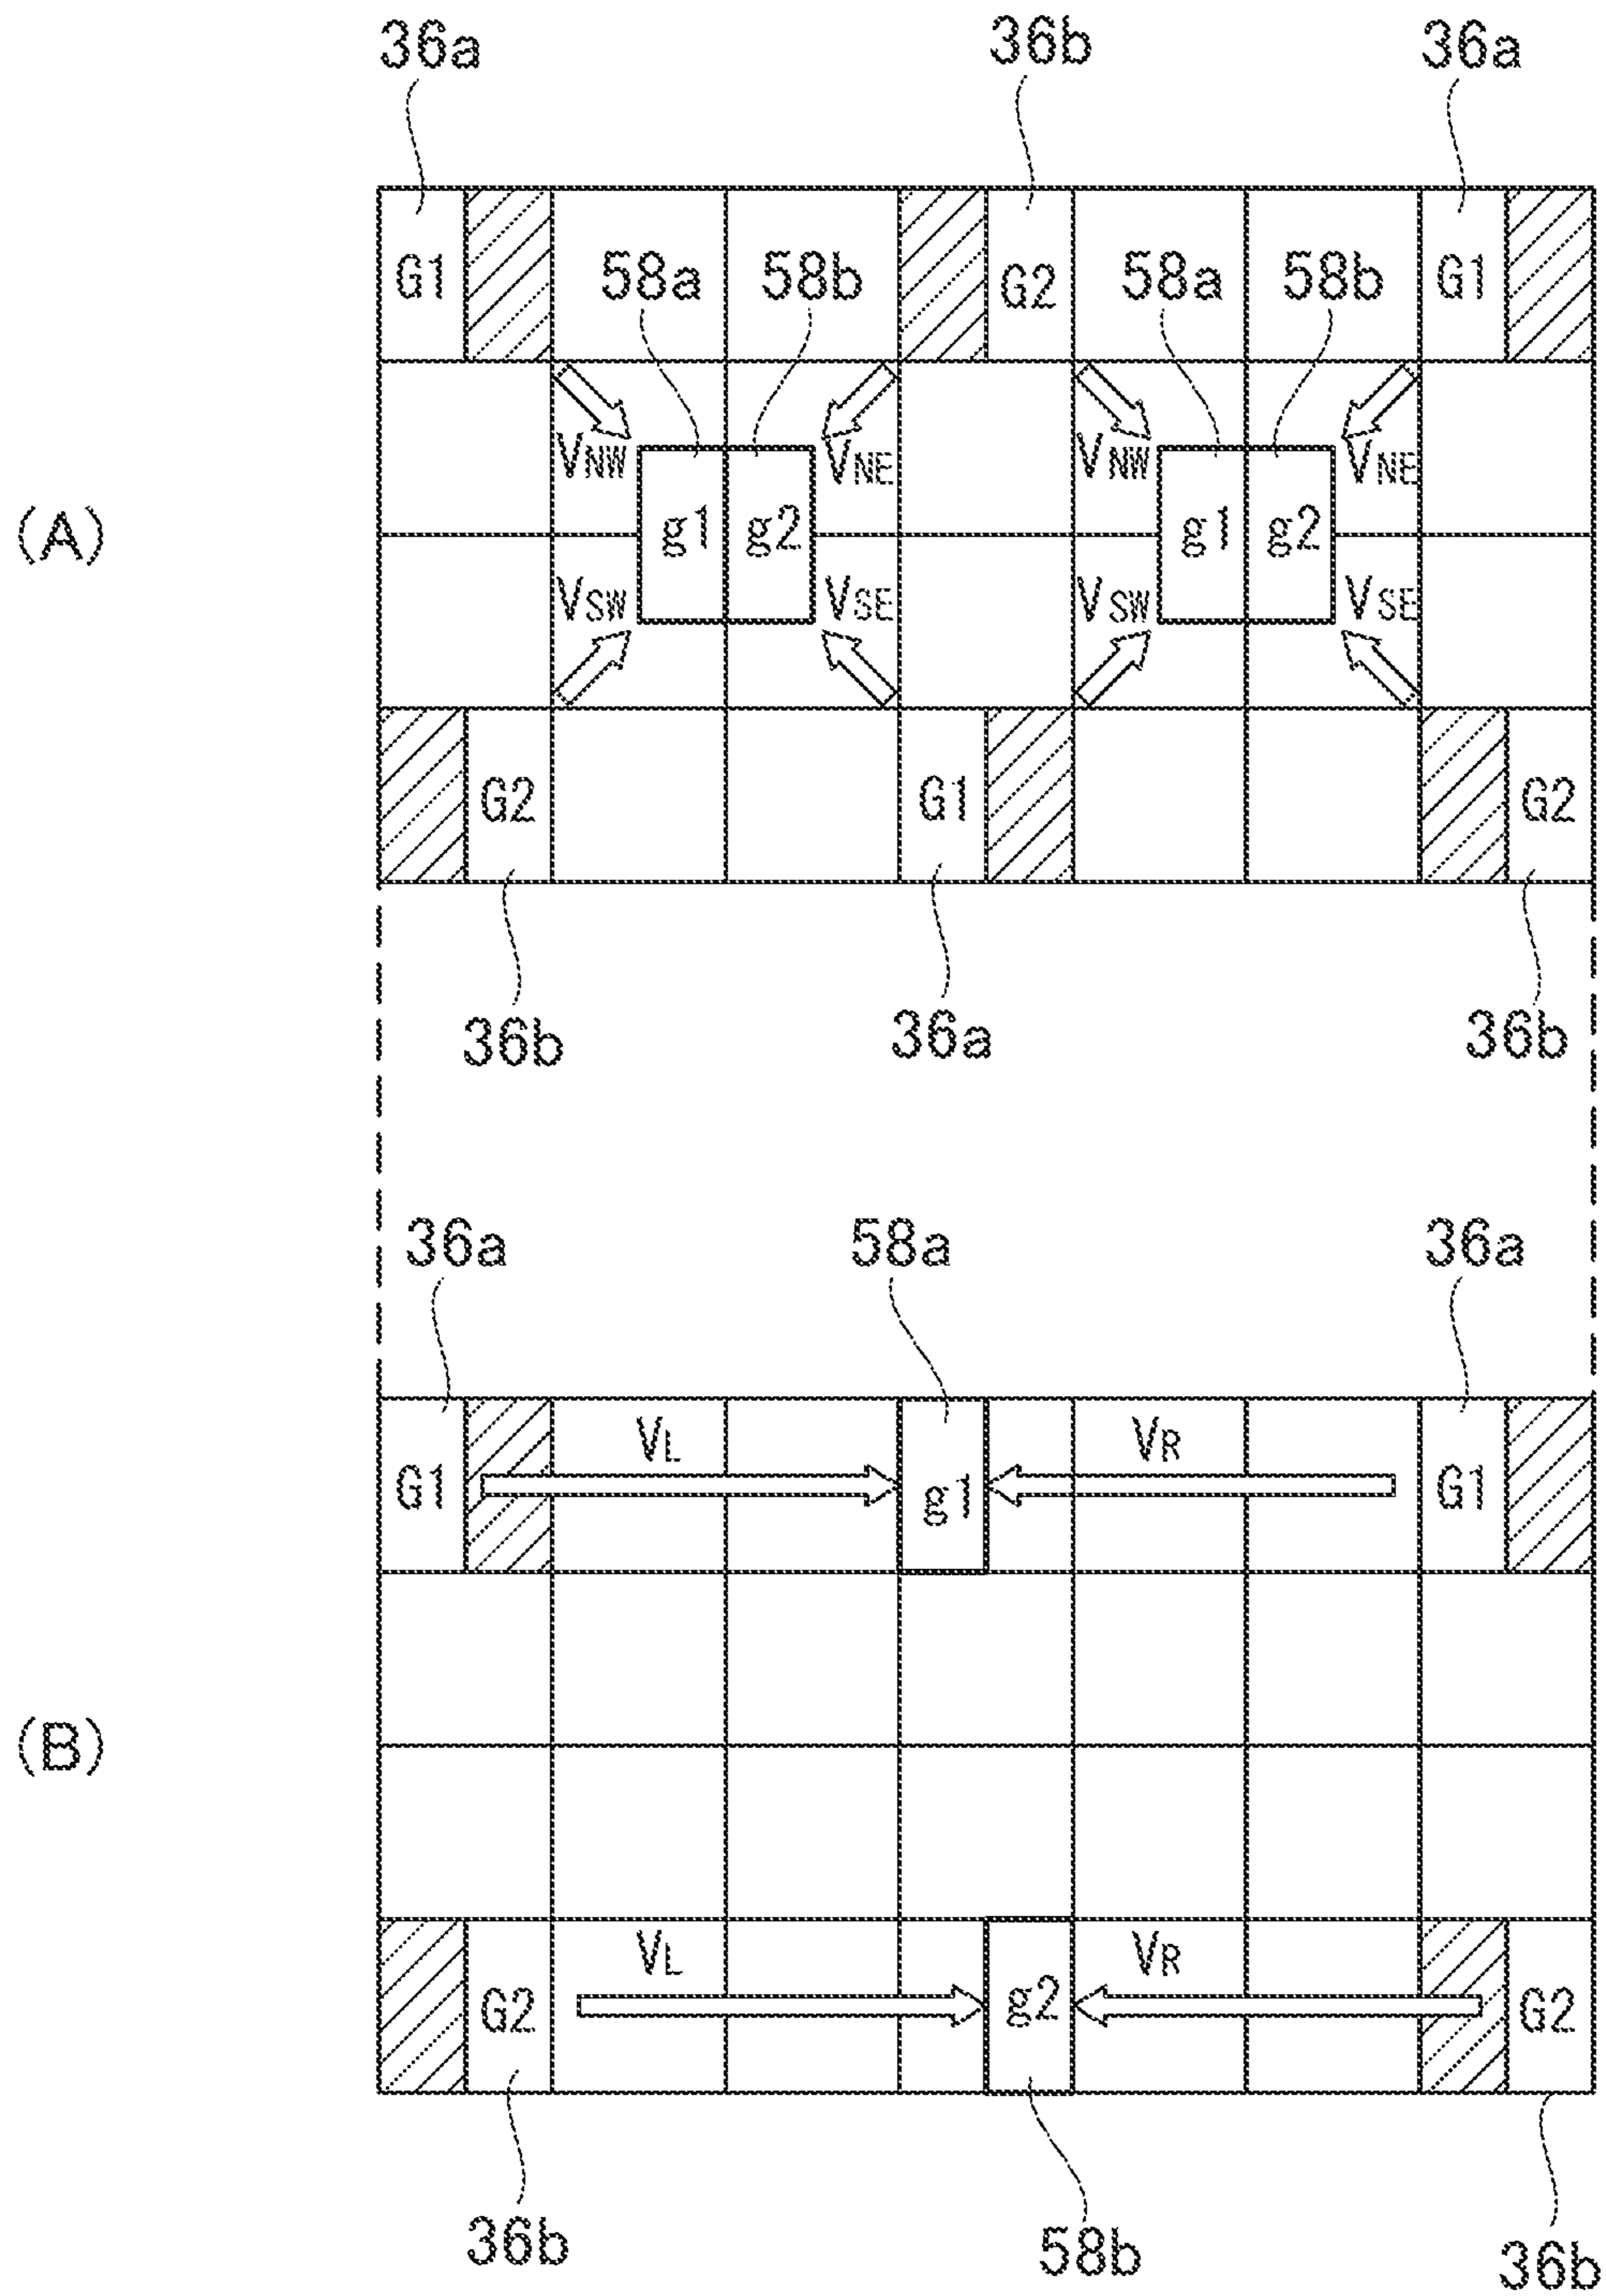 36a 36b 36a
G1 58a 58b G2 58a 58b G1
VNW VNE VNW VNE
(A) g1 g2 g1 g2
VSW VSE VSW VSE
G2 G1 G2
36b 36a 36b
36a 58a 36a
G1 VL g1 VR G1
(B)
G2 VL g2 VR G2
36b 58b 36b